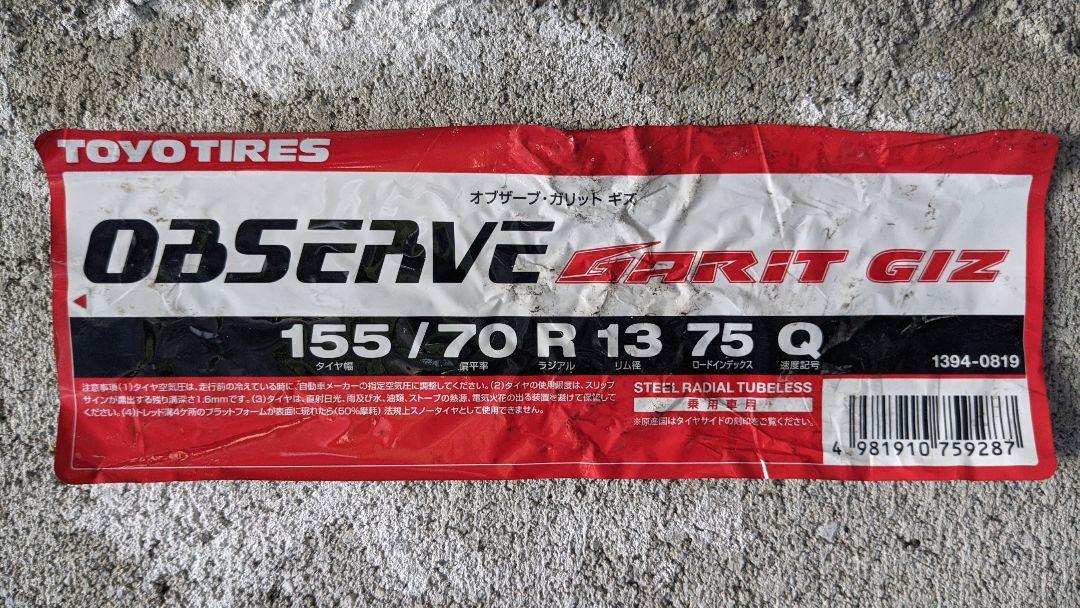 TOYO TIRES
オブザーブ・ガリット ギズ
OBSERVE GARIT GIZ
155 / 70 R 13 75 Q
タイヤ幅 偏平率 ラジアル リム径 ロードインデックス 速度記号
1394-0819
注意事項(1)タイヤ空気圧は、走行前の冷えている時に、自動車メーカーの指定空気圧に調整してください。(2)タイヤの使用限度は、スリップ
サインが露出する残り溝深さ1.6mmです。(3)タイヤは、直射日光、雨及び水、油類、ストーブの熱源、電気火花の出る装置を避けて保管して
ください。(4)トレッド溝4ケ所のプラットフォームが表面に現れたら(50%摩耗)法規上スノータイヤとして使用できません。
STEEL RADIAL TUBELESS
乗用車用
※原産国はタイヤサイドの刻印をご覧ください。
4 981910 759287